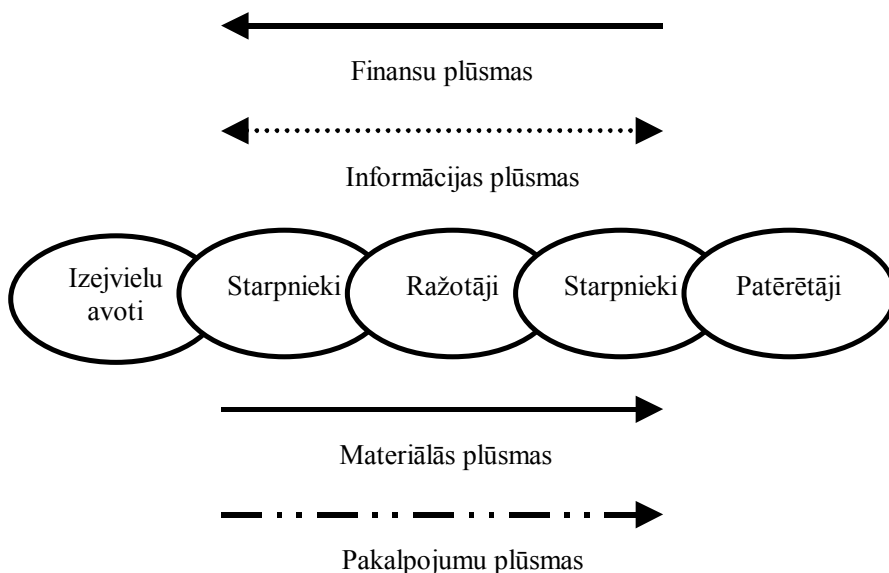 Finansu plūsmas
Informācijas plūsmas
Izejvielu
avoti
Starpnieki
Ražotāji
Starpnieki
Patērētāji
Materiālās plūsmas
Pakalpojumu plūsmas